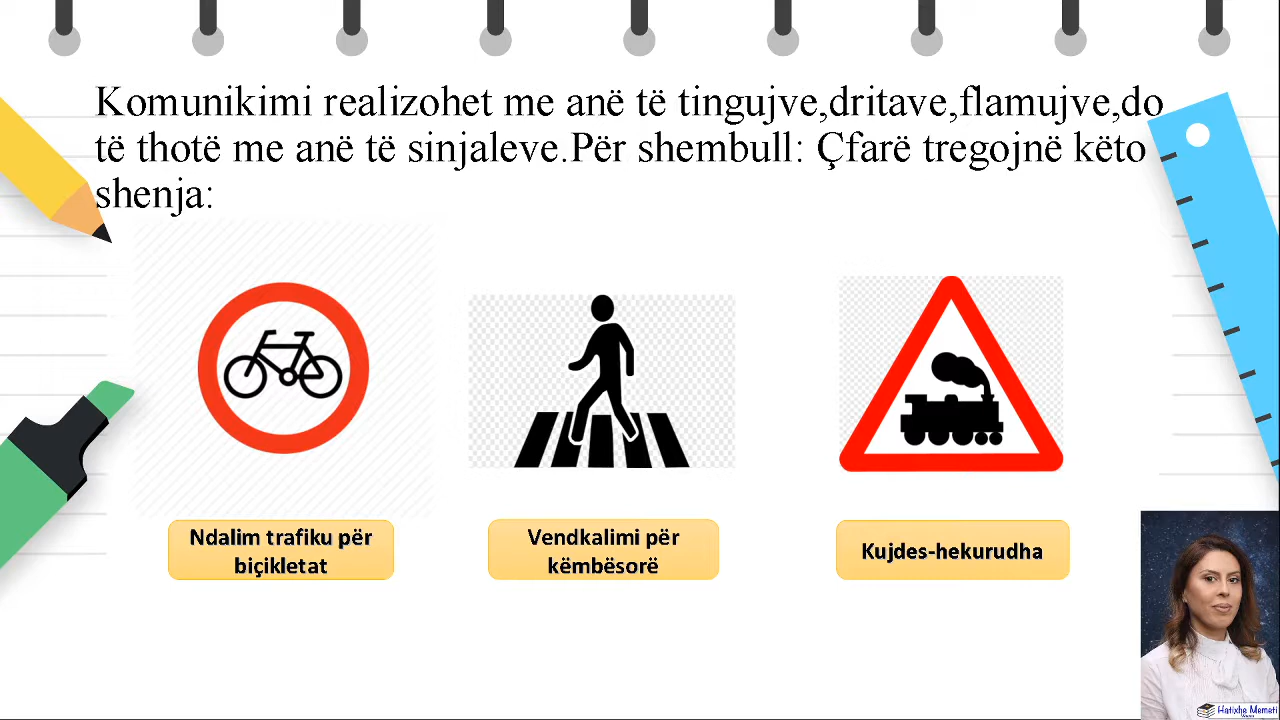 Komunikimi realizohet me anë të tingujve,dritave,flamujve,do
të thotë me anë të sinjaleve.Për shembull: Çfarë tregojnë këto
shenja:
Ndalim trafiku për
biçikletat
Vendkalimi për
këmbësorë
Kujdes-hekurudha
Hatixhe Memeti